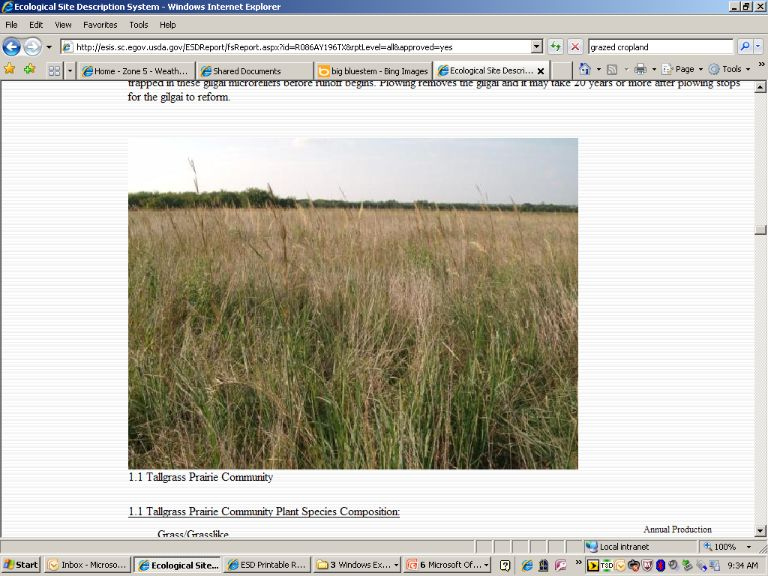 Ecological Site Description System - Windows Internet Explorer
File Edit View Favorites Tools Help
http://esis.sc.egov.usda.gov/ESDReport/fsReport.aspx?id=R086AY196TX&rptLevel=all&approved=yes
grazed cropland
Home - Zone 5 - Weath...
Shared Documents
big bluestem - Bing Images
Ecological Site Descri...
Page
Tools
trapped in these gilgai microreliefs before runoff begins. Plowing removes the gilgai and it may take 20 years or more after plowing stops
for the gilgai to reform.
1.1 Tallgrass Prairie Community
1.1 Tallgrass Prairie Community Plant Species Composition:
Annual Production
Grass/Grasslike
Local intranet
100%
Start
Inbox - Microso...
Ecological Site...
ESD Printable R...
3 Windows Ex...
6 Microsoft Of...
9:34 AM